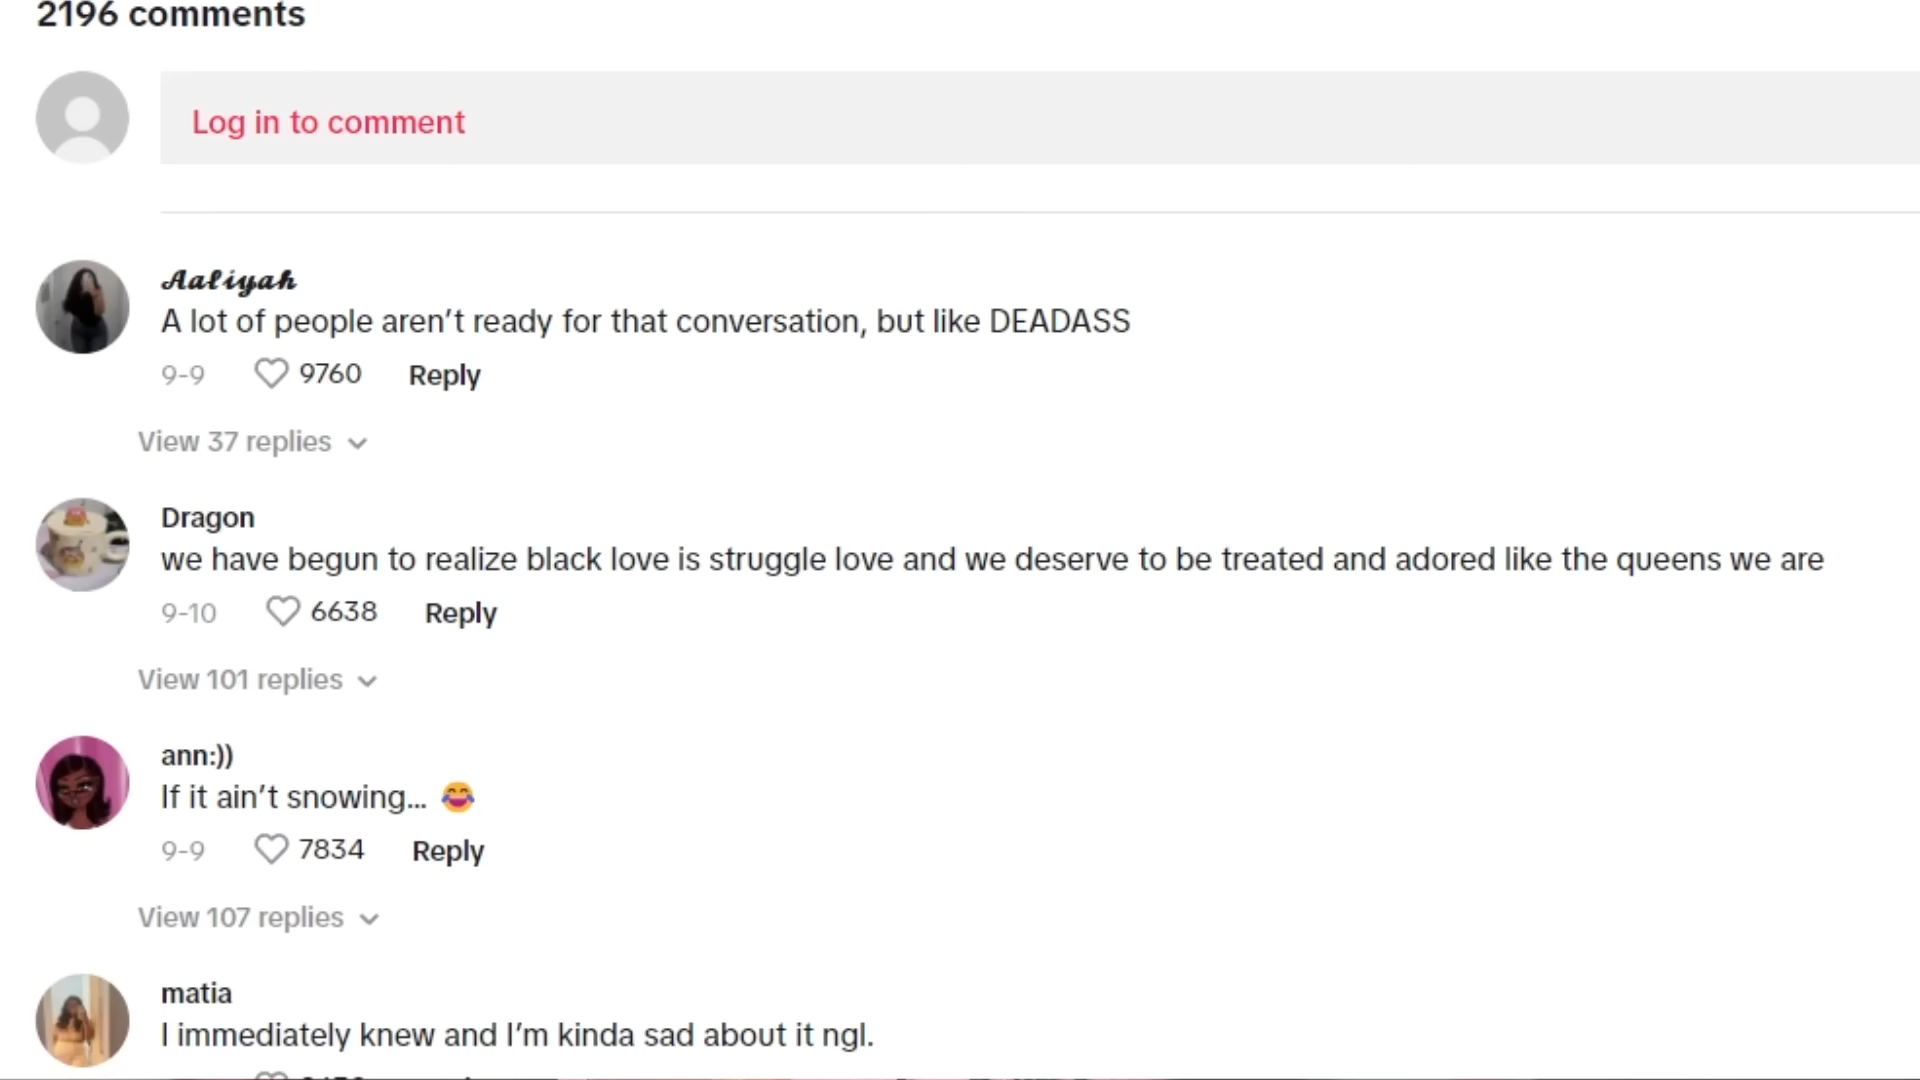 2196 comments
Log in to comment
𝓐𝓪𝓵𝓲𝔂𝓪𝓱
A lot of people aren’t ready for that conversation, but like DEADASS
9-9 9760 Reply
View 37 replies
Dragon
we have begun to realize black love is struggle love and we deserve to be treated and adored like the queens we are
9-10 6638 Reply
View 101 replies
ann:))
If it ain’t snowing... 😂
9-9 7834 Reply
View 107 replies
matia
I immediately knew and I’m kinda sad about it ngl.